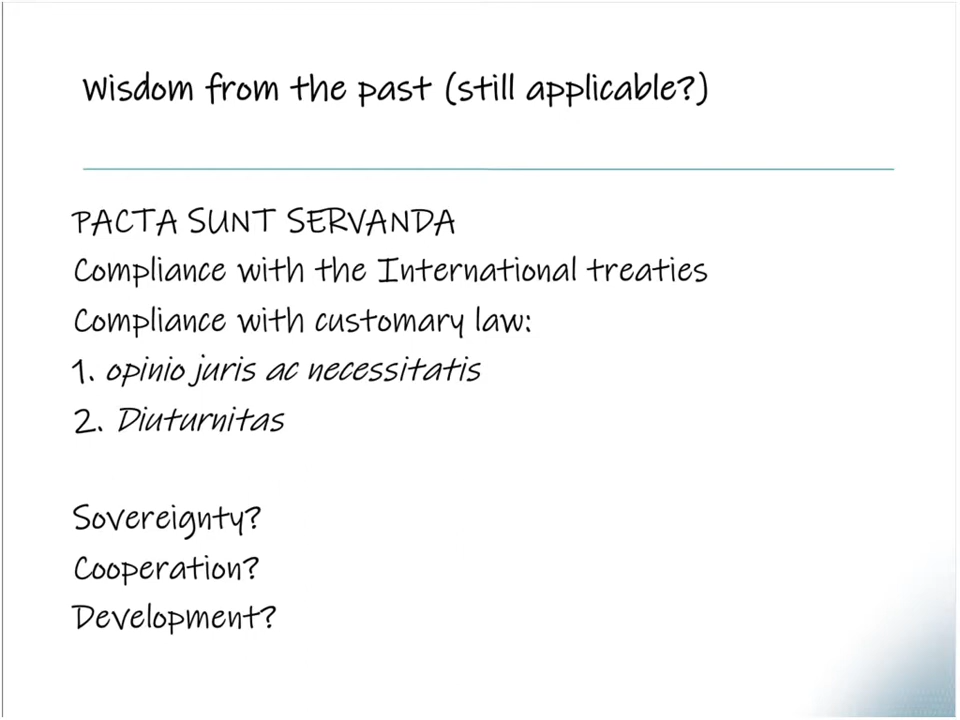 Wisdom from the past (still applicable?)
PACTA SUNT SERVANDA
Compliance with the International treaties
Compliance with customary law:
1. opinio juris ac necessitatis
2. Diuturnitas
Sovereignty?
Cooperation?
Development?